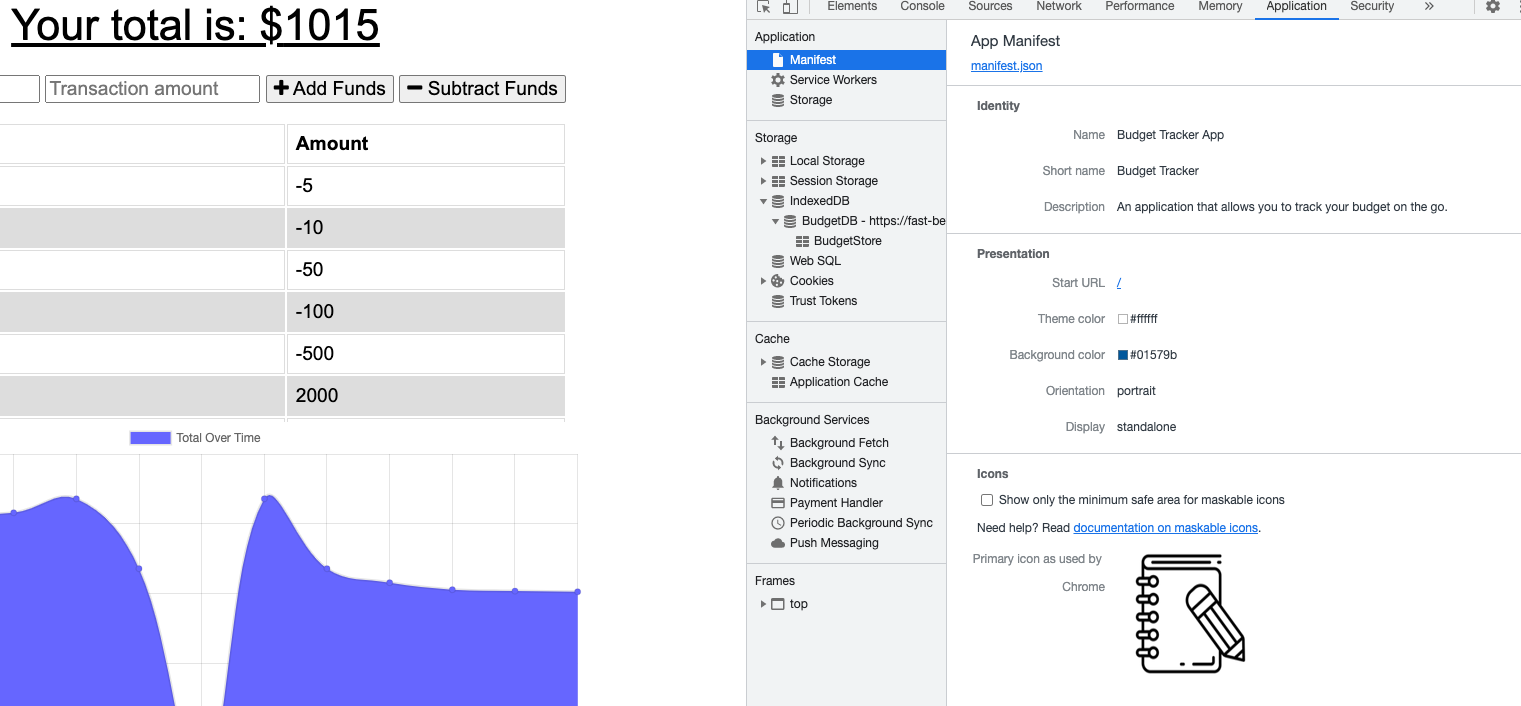 Your total is: $1015
Transaction amount
Add Funds
Subtract Funds
Amount
-5
-10
-50
-100
-500
2000
Total Over Time
Elements Console Sources Network Performance Memory Application Security »
Application
Manifest
Service Workers
Storage
Storage
Local Storage
Session Storage
IndexedDB
BudgetDB - https://fast-be
BudgetStore
Web SQL
Cookies
Trust Tokens
Cache
Cache Storage
Application Cache
Background Services
Background Fetch
Background Sync
Notifications
Payment Handler
Periodic Background Sync
Push Messaging
Frames
top
App Manifest
manifest.json
Identity
Name Budget Tracker App
Short name Budget Tracker
Description An application that allows you to track your budget on the go.
Presentation
Start URL /
Theme color #ffffff
Background color #01579b
Orientation portrait
Display standalone
Icons
Show only the minimum safe area for maskable icons
Need help? Read documentation on maskable icons.
Primary icon as used by
Chrome